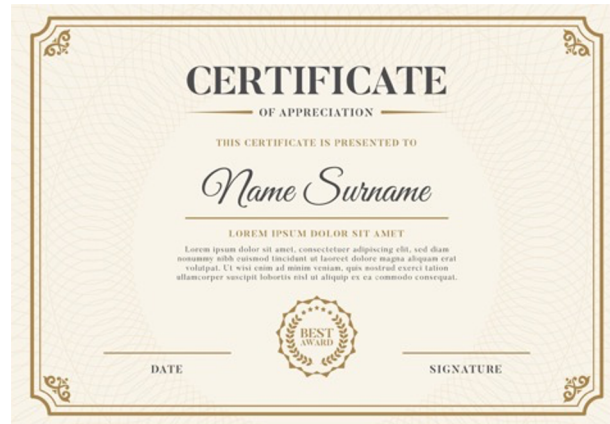 CERTIFICATE
OF APPRECIATION
THIS CERTIFICATE IS PRESENTED TO
Name Surname
LOREM IPSUM DOLOR SIT AMET
Lorem ipsum dolor sit amet, consectetuer adipiscing elit, sed diam
nonummy nibh euismod tincidunt ut laoreet dolore magna aliquam erat
volutpat. Ut wisi enim ad minim veniam, quis nostrud exerci tation
ullamcorper suscipit lobortis nisl ut aliquip ex ea commodo consequat.
BEST
AWARD
DATE
SIGNATURE